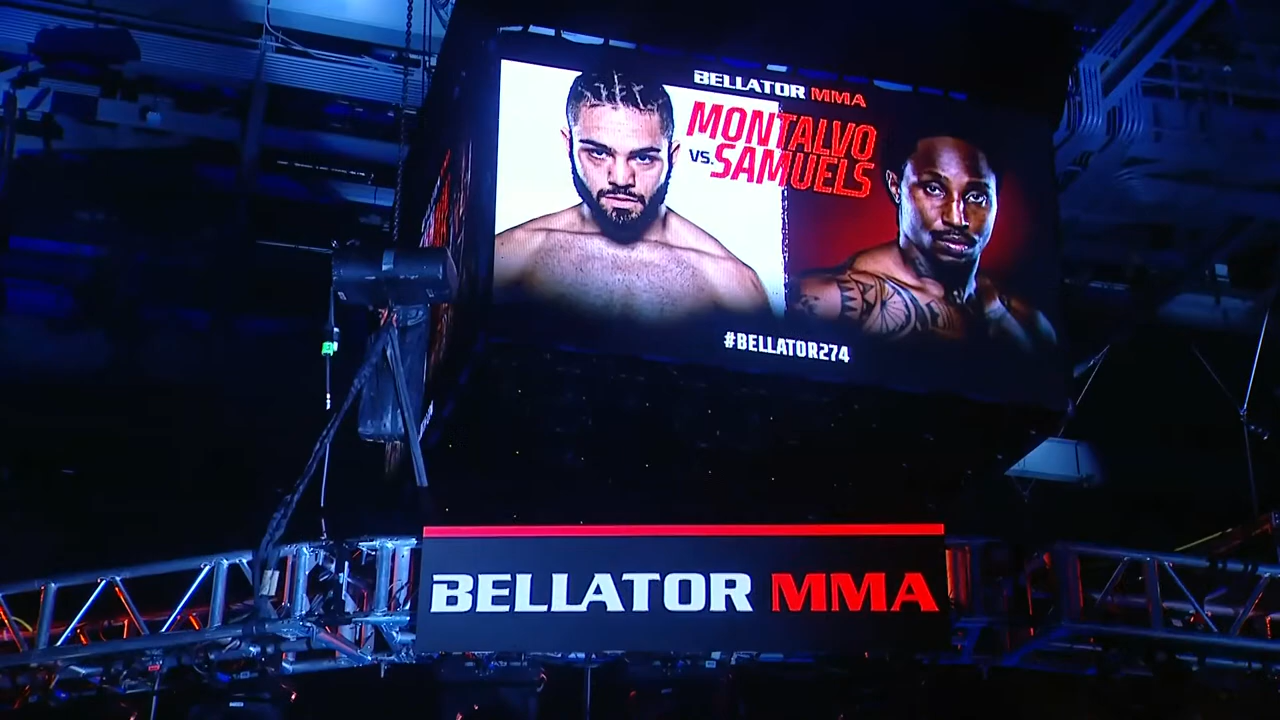 BELLATOR MMA
MONTALVO
VS. SAMUELS
#BELLATOR274
BELLATOR MMA